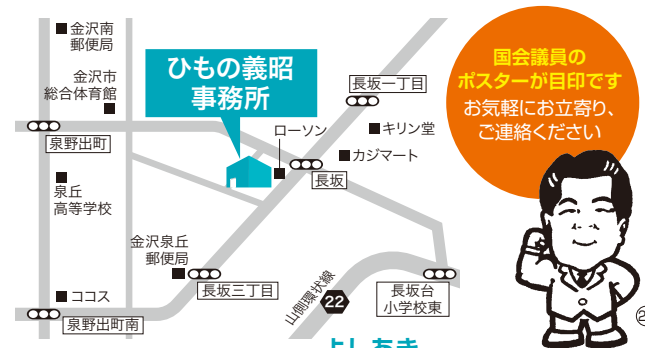 金沢南
郵便局
金沢市
総合体育館
泉野出町
泉丘
高等学校
ココス
泉野出町南
ひもの義昭
事務所
ローソン
長坂一丁目
キリン堂
カジマート
長坂
金沢泉丘
郵便局
長坂三丁目
山側環状線
22
長坂台
小学校東
国会議員の
ポスターが目印です
お気軽にお立寄り、
ご連絡ください
よしあき